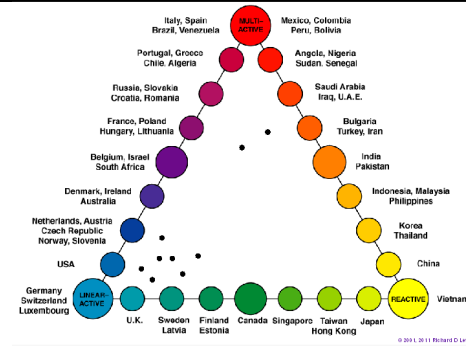 Italy, Spain
Brazil, Venezuela
MULTI-
ACTIVE
Mexico, Colombia
Peru, Bolivia
Portugal, Greece
Chile, Algeria
Angola, Nigeria
Sudan, Senegal
Russia, Slovakia
Croatia, Romania
Saudi Arabia
Iraq, U.A.E.
France, Poland
Hungary, Lithuania
Bulgaria
Turkey, Iran
Belgium, Israel
South Africa
India
Pakistan
Denmark, Ireland
Australia
Indonesia, Malaysia
Philippines
Netherlands, Austria
Czech Republic
Norway, Slovenia
Korea
Thailand
USA
China
Germany
Switzerland
Luxembourg
LINEAR-
ACTIVE
U.K.
Sweden
Latvia
Finland
Estonia
Canada
Singapore
Taiwan
Hong Kong
Japan
REACTIVE
Vietnam
Richard D Le